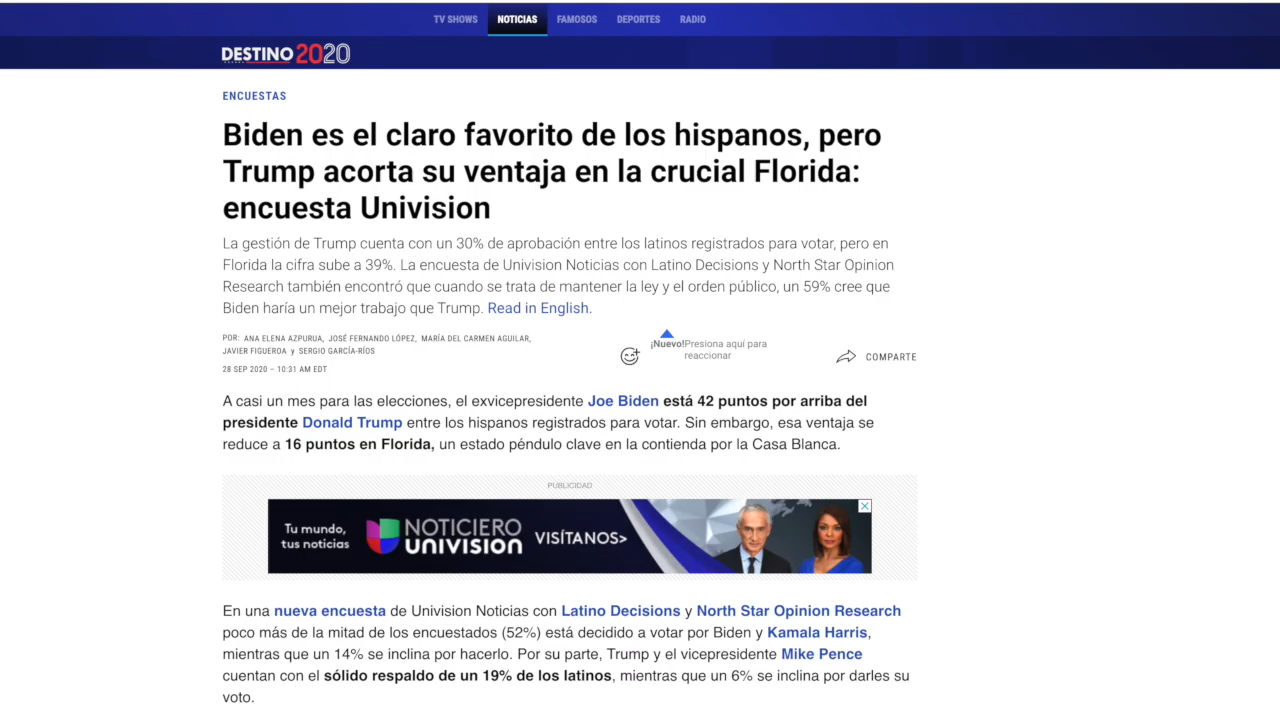 TV SHOWS NOTICIAS FAMOSOS DEPORTES RADIO
DESTINO 2020
ENCUESTAS
Biden es el claro favorito de los hispanos, pero
Trump acorta su ventaja en la crucial Florida:
encuesta Univision
La gestión de Trump cuenta con un 30% de aprobación entre los latinos registrados para votar, pero en
Florida la cifra sube a 39%. La encuesta de Univision Noticias con Latino Decisions y North Star Opinion
Research también encontró que cuando se trata de mantener la ley y el orden público, un 59% cree que
Biden haría un mejor trabajo que Trump. Read in English.
POR: ANA ELENA AZPURUA, JOSÉ FERNANDO LÓPEZ, MARÍA DEL CARMEN AGUILAR,
JAVIER FIGUEROA y SERGIO GARCÍA-RÍOS
28 SEP 2020 – 10:31 AM EDT
¡Nuevo!Presiona aquí para
reaccionar
COMPARTE
A casi un mes para las elecciones, el exvicepresidente Joe Biden está 42 puntos por arriba del
presidente Donald Trump entre los hispanos registrados para votar. Sin embargo, esa ventaja se
reduce a 16 puntos en Florida, un estado péndulo clave en la contienda por la Casa Blanca.
PUBLICIDAD
Tu mundo,
tus noticias
NOTICIERO
UNIVISION
VISÍTANOS>
En una nueva encuesta de Univision Noticias con Latino Decisions y North Star Opinion Research
poco más de la mitad de los encuestados (52%) está decidido a votar por Biden y Kamala Harris,
mientras que un 14% se inclina por hacerlo. Por su parte, Trump y el vicepresidente Mike Pence
cuentan con el sólido respaldo de un 19% de los latinos, mientras que un 6% se inclina por darles su
voto.